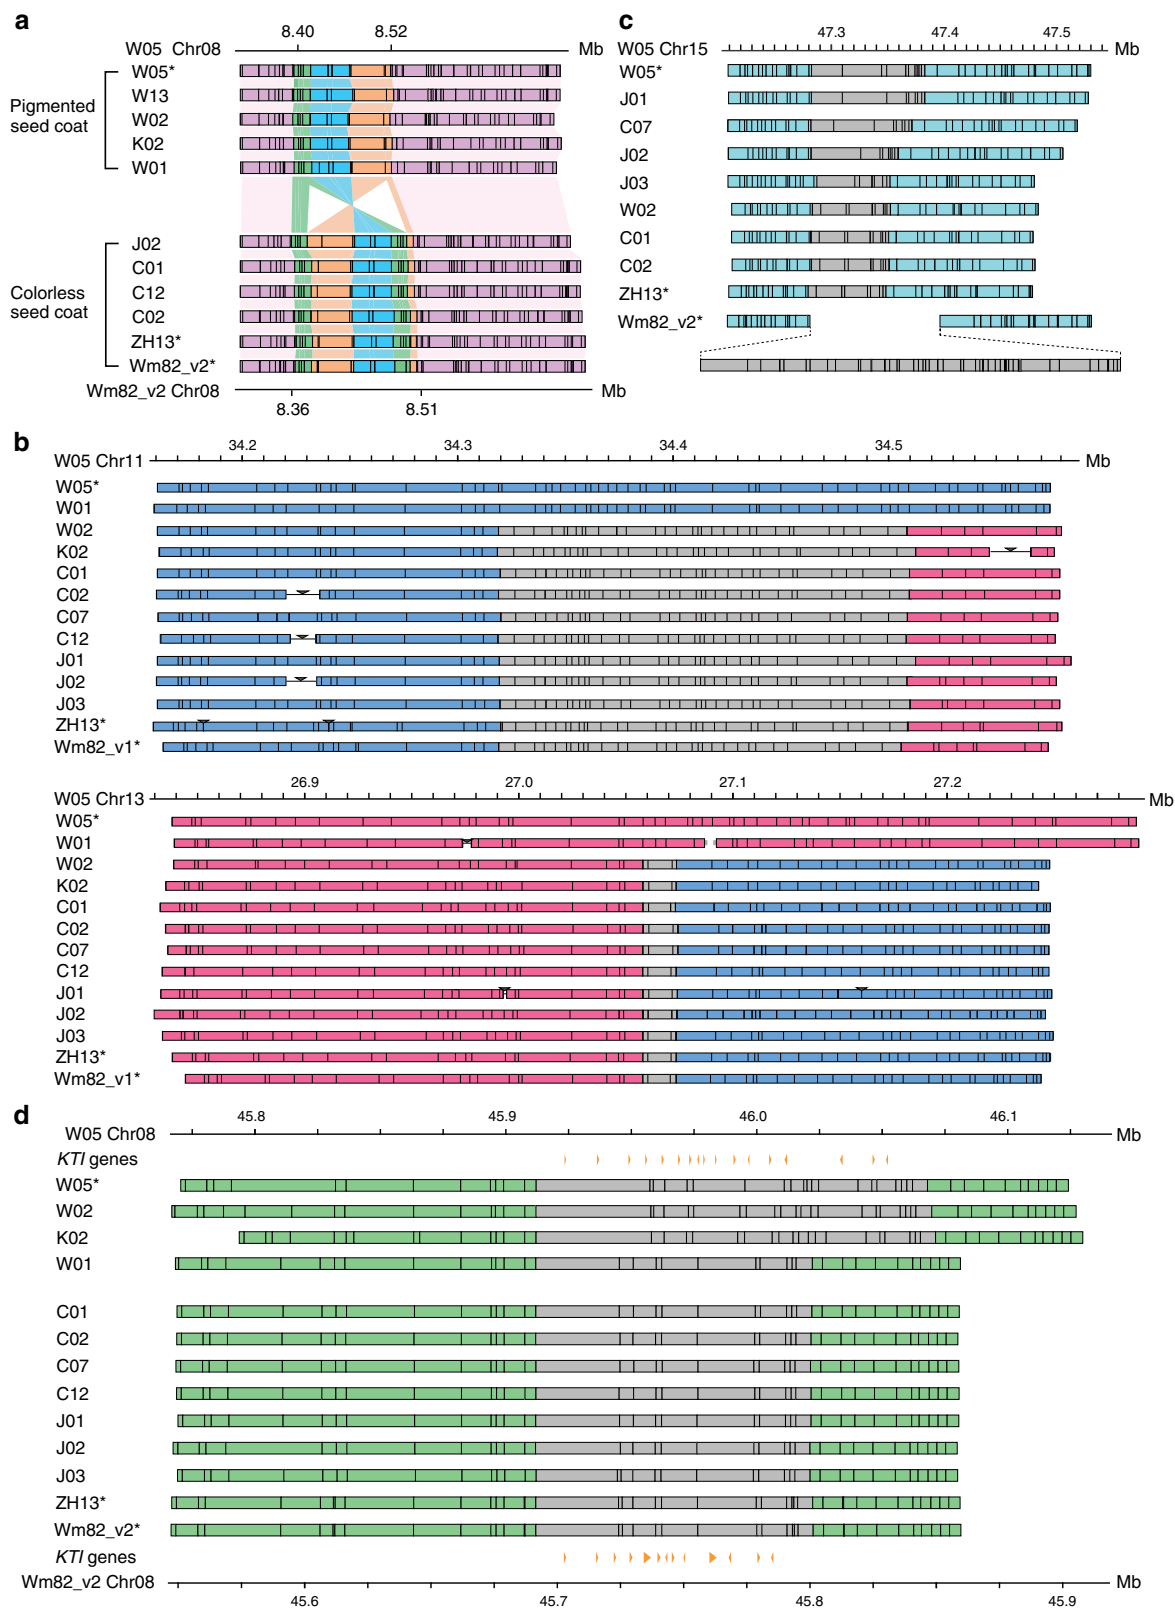 a
8.40 8.52
W05 Chr08 Mb
Pigmented
seed coat
W05*
W13
W02
K02
W01
Colorless
seed coat
J02
C01
C12
C02
ZH13*
Wm82_v2*
Wm82_v2 Chr08 Mb
8.36 8.51
c
47.3 47.4 47.5
W05 Chr15 Mb
W05*
J01
C07
J02
J03
W02
C01
C02
ZH13*
Wm82_v2*
b
34.2 34.3 34.4 34.5
W05 Chr11 Mb
W05*
W01
W02
K02
C01
C02
C07
C12
J01
J02
J03
ZH13*
Wm82_v1*
26.9 27.0 27.1 27.2
W05 Chr13 Mb
W05*
W01
W02
K02
C01
C02
C07
C12
J01
J02
J03
ZH13*
Wm82_v1*
d
45.8 45.9 46.0 46.1
W05 Chr08 Mb
KTI genes
W05*
W02
K02
W01
C01
C02
C07
C12
J01
J02
J03
ZH13*
Wm82_v2*
KTI genes
Wm82_v2 Chr08 Mb
45.6 45.7 45.8 45.9